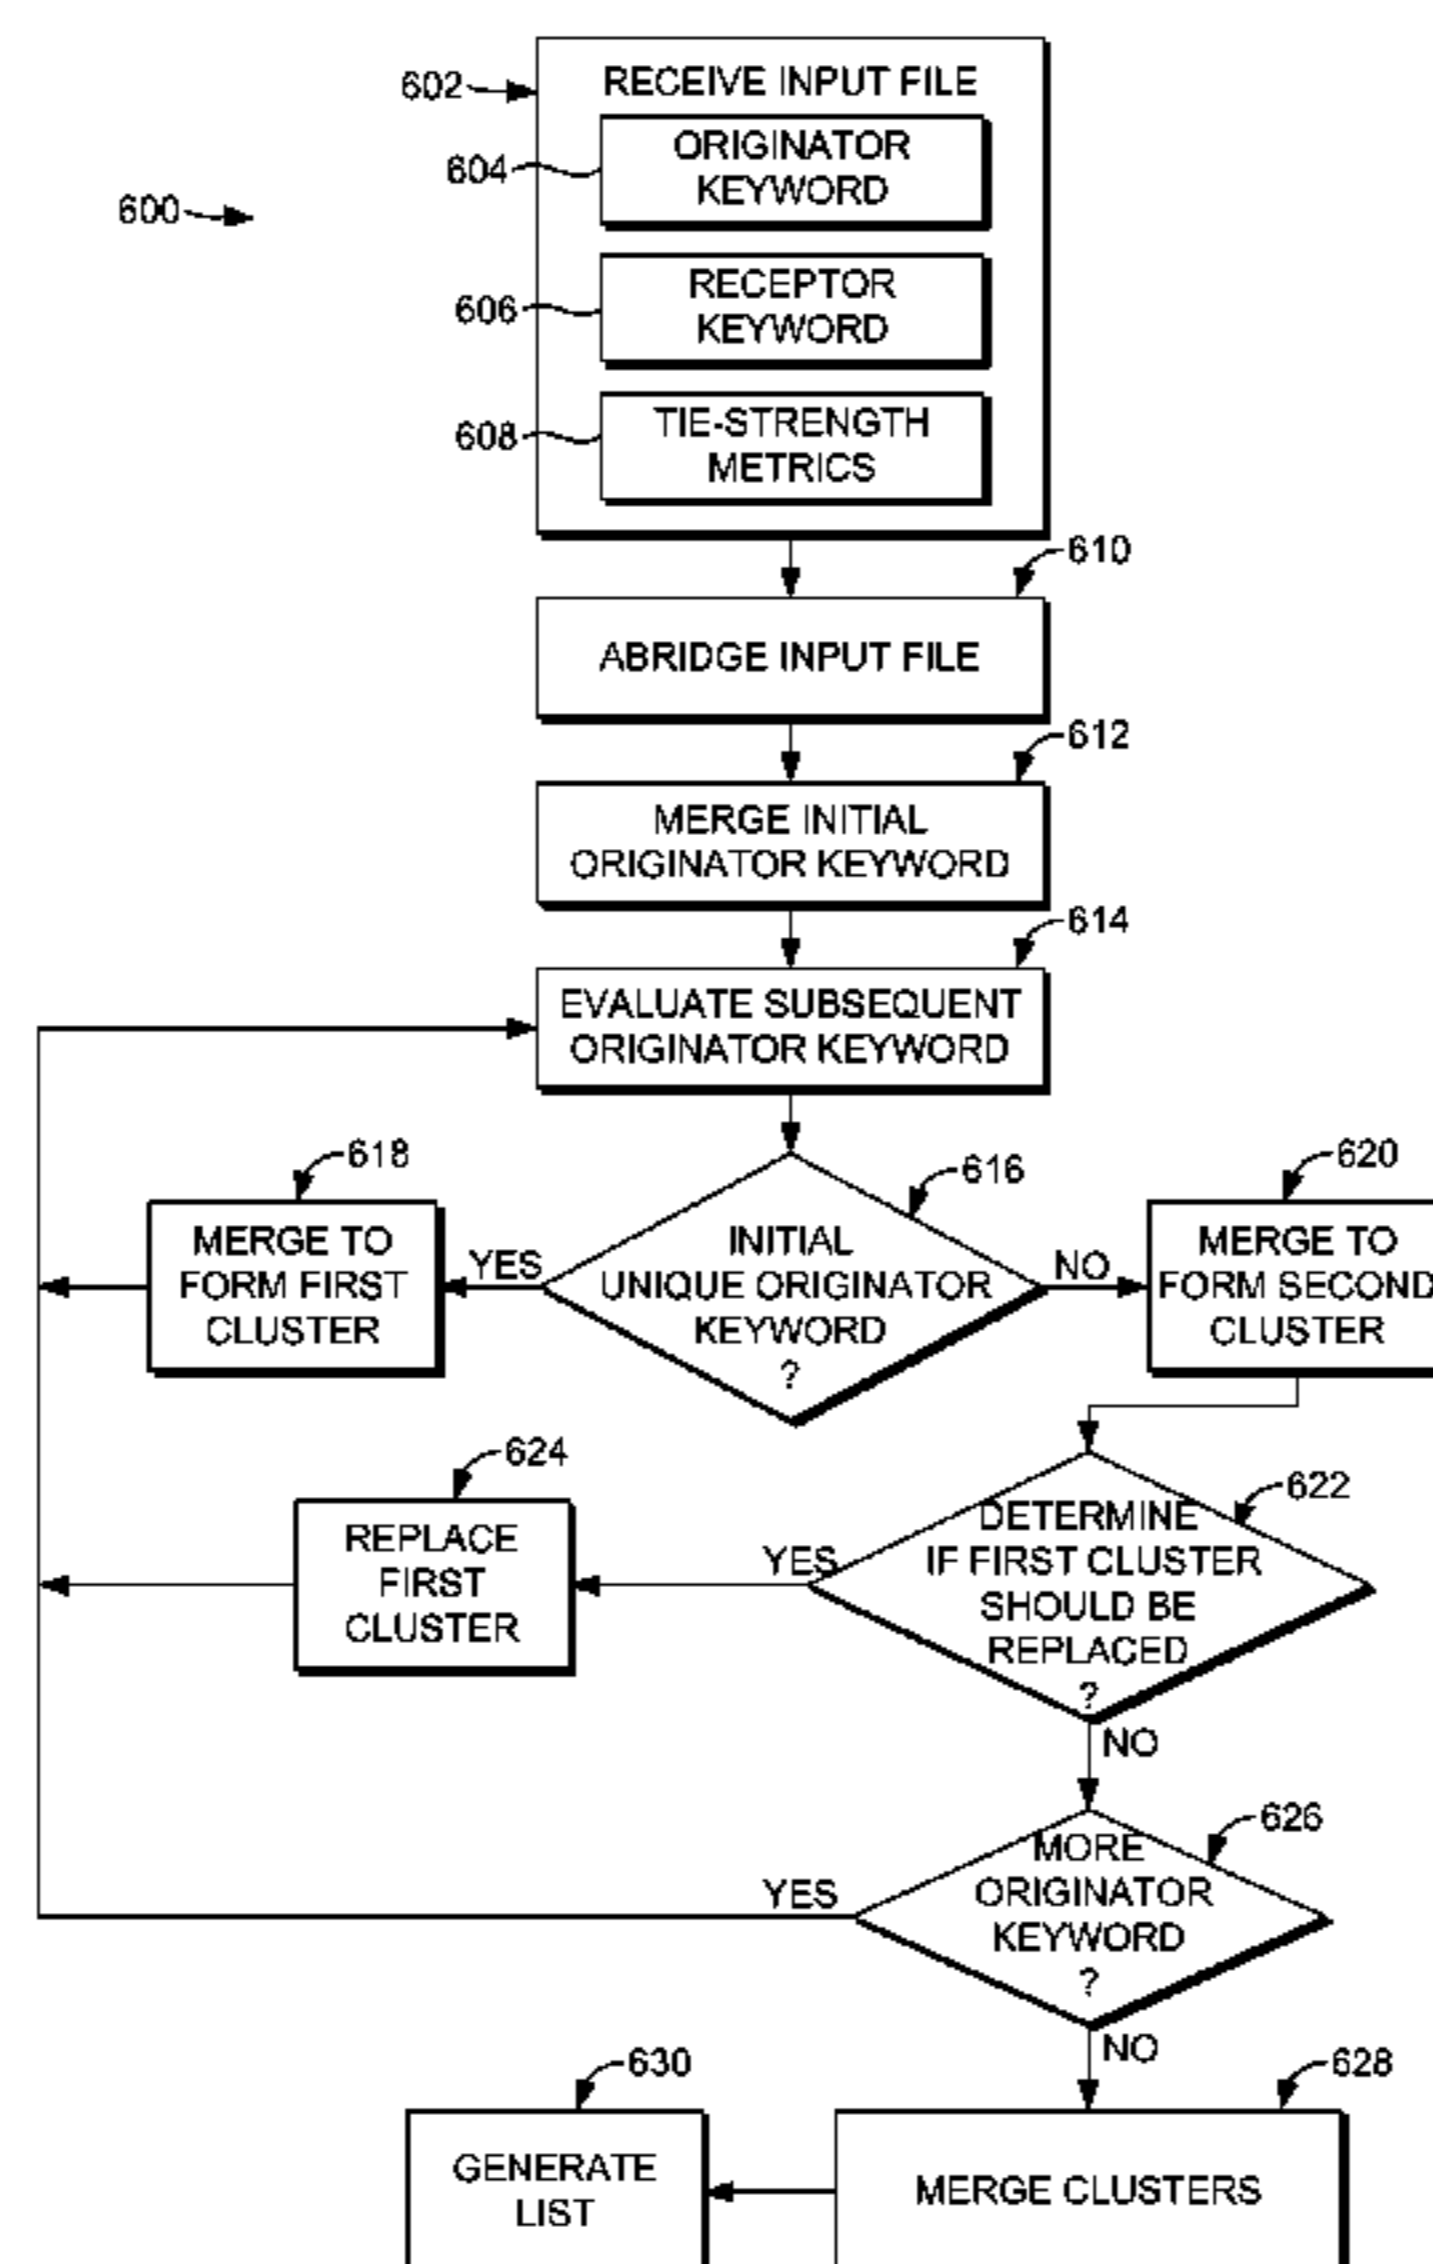 602
RECEIVE INPUT FILE
604
ORIGINATOR
KEYWORD
600
606
RECEPTOR
KEYWORD
608
TIE-STRENGTH
METRICS
610
ABRIDGE INPUT FILE
612
MERGE INITIAL
ORIGINATOR KEYWORD
614
EVALUATE SUBSEQUENT
ORIGINATOR KEYWORD
618
MERGE TO
FORM FIRST
CLUSTER
YES
616
INITIAL
UNIQUE ORIGINATOR
KEYWORD
?
NO
620
MERGE TO
FORM SECOND
CLUSTER
624
REPLACE
FIRST
CLUSTER
YES
622
DETERMINE
IF FIRST CLUSTER
SHOULD BE
REPLACED
?
NO
626
YES
MORE
ORIGINATOR
KEYWORD
?
NO
630
GENERATE
LIST
628
MERGE CLUSTERS